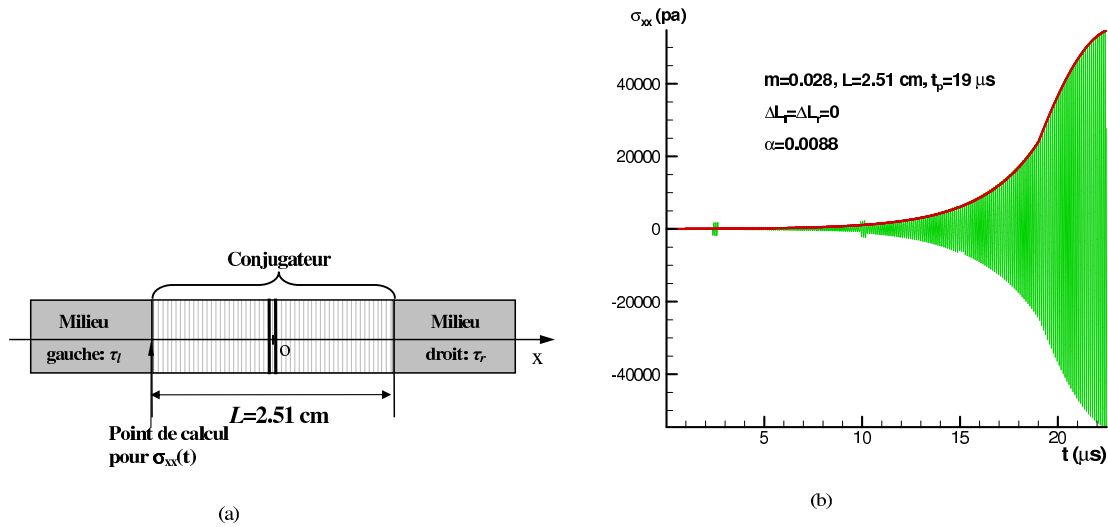 Conjugateur
Milieu
gauche: τl
Milieu
droit: τr
O
x
L=2.51 cm
Point de calcul
pour σxx(t)
(a)
σxx (pa)
m=0.028, L=2.51 cm, tp=19 μs
ΔLl=ΔLr=0
α=0.0088
40000
20000
0
-20000
-40000
5
10
15
20
t (μs)
(b)